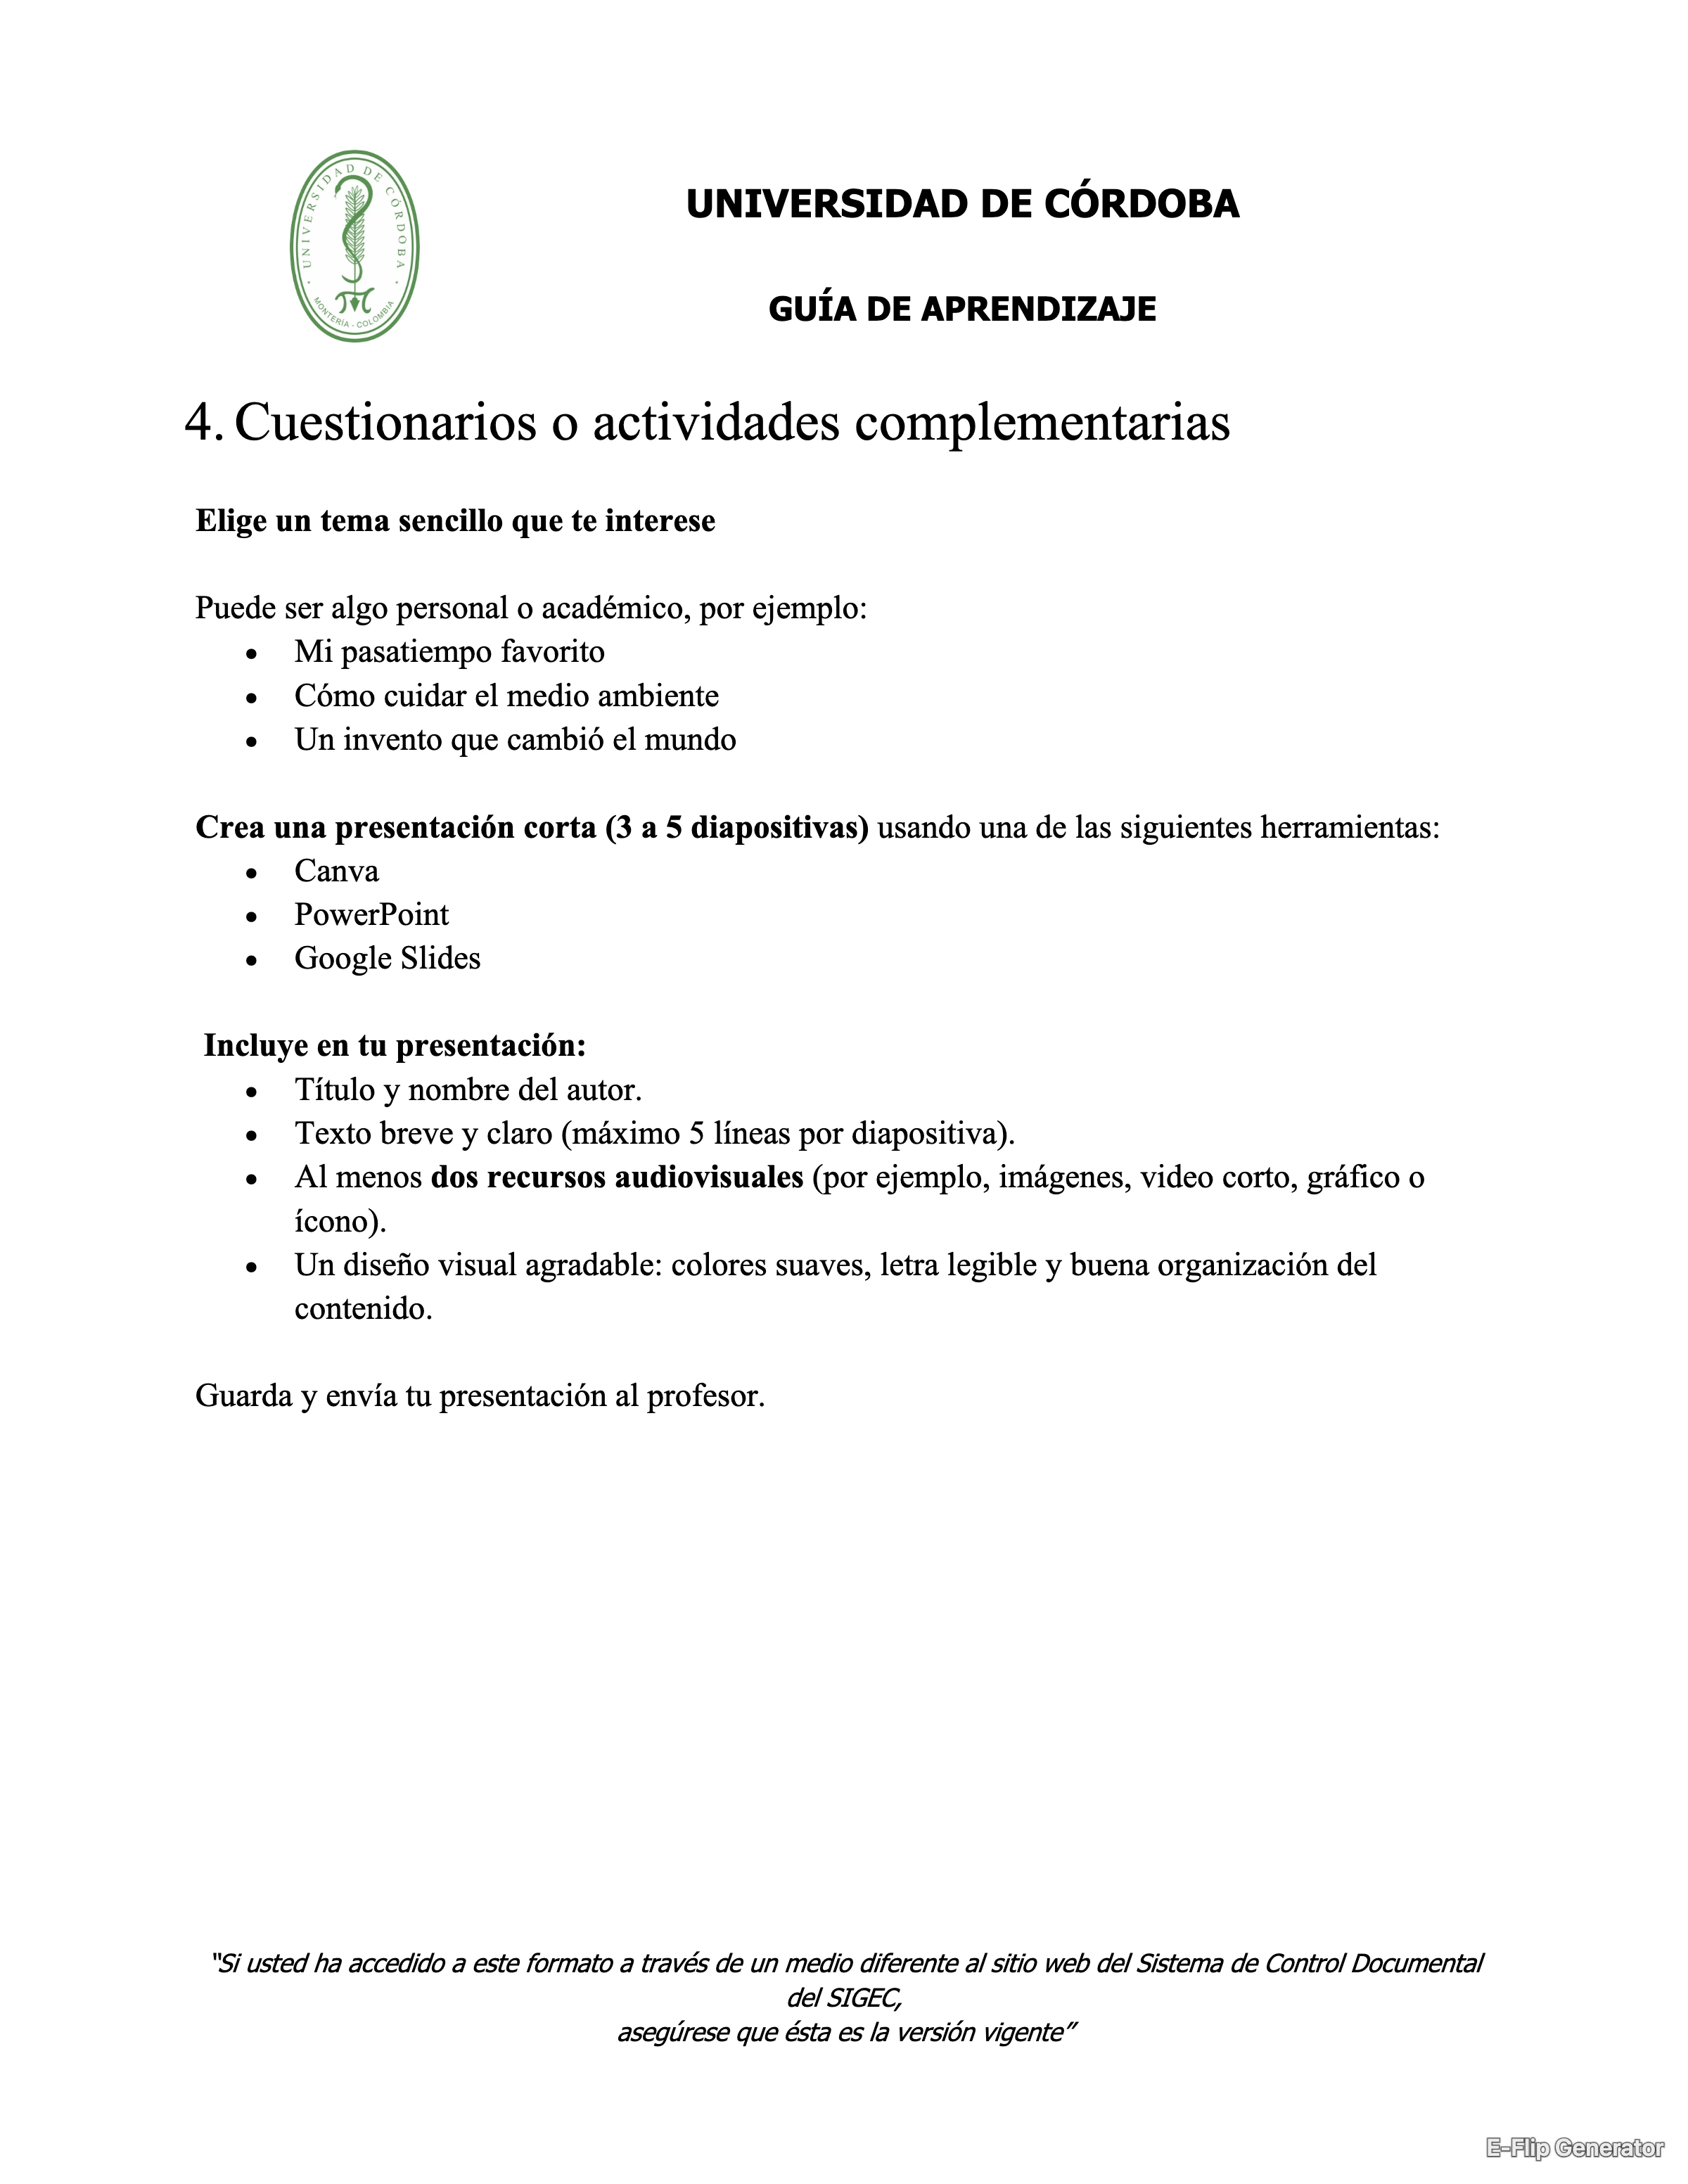 UNIVERSIDAD DE CÓRDOBA
MONTERÍA - COLOMBIA
UNIVERSIDAD DE CÓRDOBA
GUÍA DE APRENDIZAJE
4. Cuestionarios o actividades complementarias
Elige un tema sencillo que te interese
Puede ser algo personal o académico, por ejemplo:
• Mi pasatiempo favorito
• Cómo cuidar el medio ambiente
• Un invento que cambió el mundo
Crea una presentación corta (3 a 5 diapositivas) usando una de las siguientes herramientas:
• Canva
• PowerPoint
• Google Slides
Incluye en tu presentación:
• Título y nombre del autor.
• Texto breve y claro (máximo 5 líneas por diapositiva).
• Al menos dos recursos audiovisuales (por ejemplo, imágenes, video corto, gráfico o
ícono).
• Un diseño visual agradable: colores suaves, letra legible y buena organización del
contenido.
Guarda y envía tu presentación al profesor.
“Si usted ha accedido a este formato a través de un medio diferente al sitio web del Sistema de Control Documental
del SIGEC,
asegúrese que ésta es la versión vigente”
E-Flip Generator